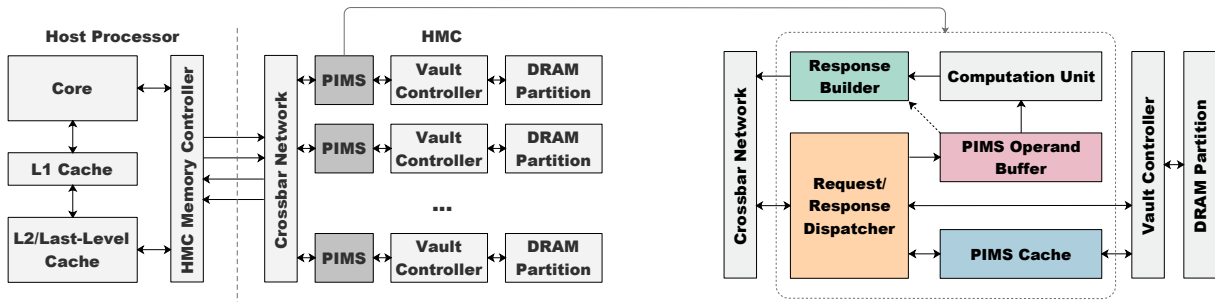 Host Processor
HMC
Core
L1 Cache
L2/Last-Level
Cache
HMC Memory Controller
Crossbar Network
PIMS
Vault
Controller
DRAM
Partition
PIMS
Vault
Controller
DRAM
Partition
...
PIMS
Vault
Controller
DRAM
Partition
Crossbar Network
Response
Builder
Computation Unit
PIMS Operand
Buffer
Request/
Response
Dispatcher
PIMS Cache
Vault Controller
DRAM Partition